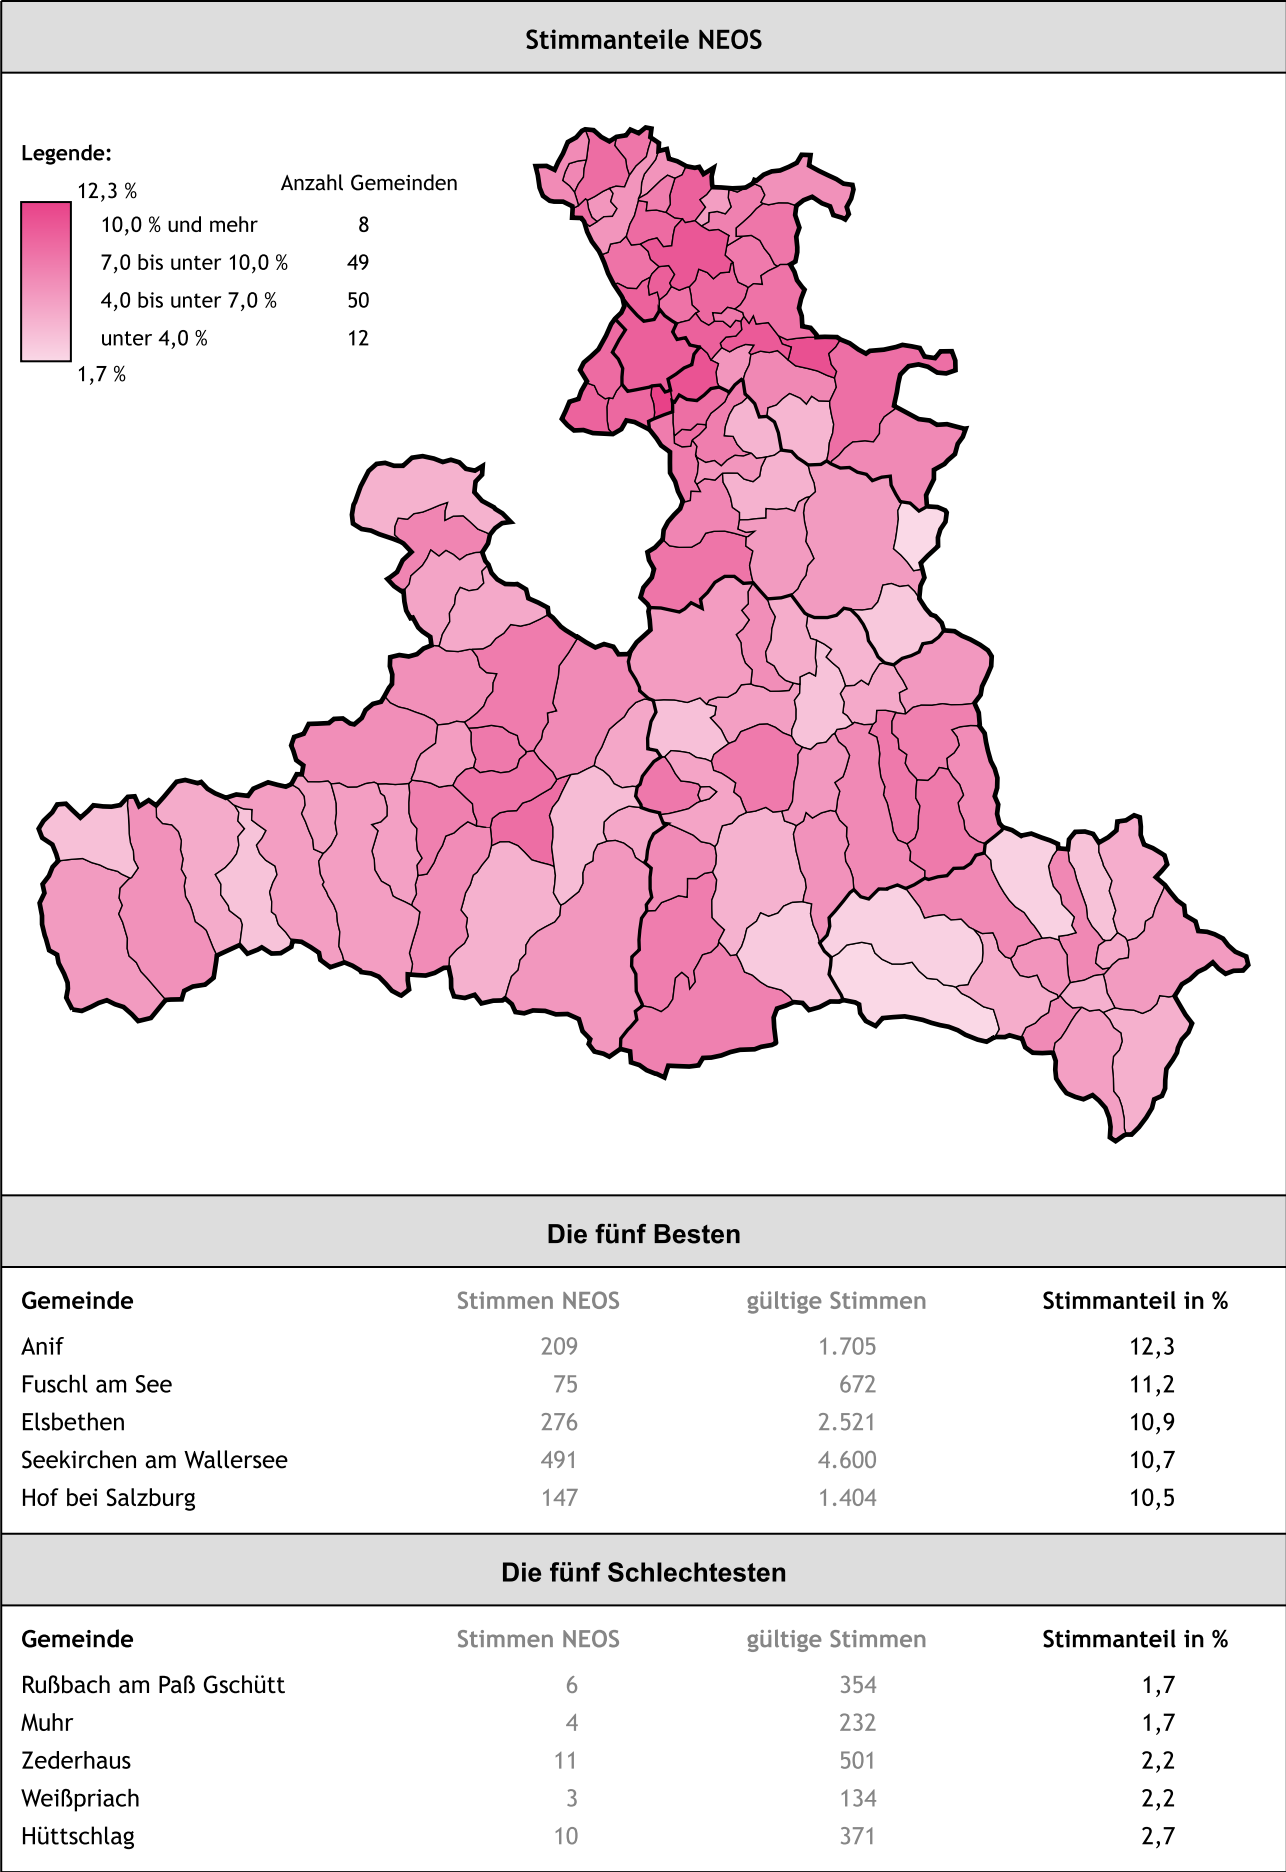 Stimmanteile NEOS
Legende:
12,3 %
Anzahl Gemeinden
10,0 % und mehr 8
7,0 bis unter 10,0 % 49
4,0 bis unter 7,0 % 50
unter 4,0 % 12
1,7 %
Die fünf Besten
Gemeinde Stimmen NEOS gültige Stimmen Stimmanteil in %
Anif 209 1.705 12,3
Fuschl am See 75 672 11,2
Elsbethen 276 2.521 10,9
Seekirchen am Wallersee 491 4.600 10,7
Hof bei Salzburg 147 1.404 10,5
Die fünf Schlechtesten
Gemeinde Stimmen NEOS gültige Stimmen Stimmanteil in %
Rußbach am Paß Gschütt 6 354 1,7
Muhr 4 232 1,7
Zederhaus 11 501 2,2
Weißpriach 3 134 2,2
Hüttschlag 10 371 2,7